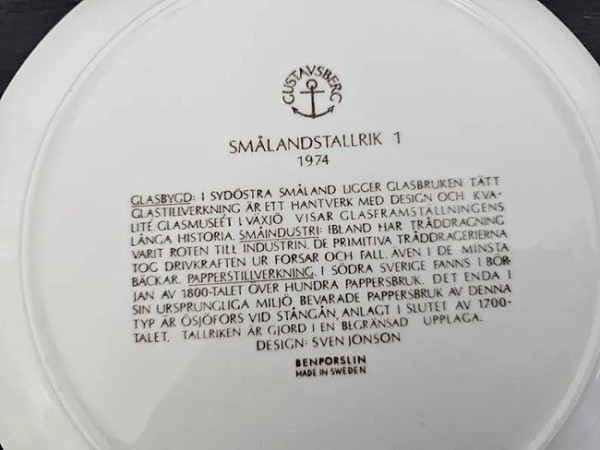 GUSTAVSBERG
SMÅLANDSTALLRIK 1
1974
GLASBYGD: I SYDÖSTRA SMÅLAND LIGGER GLASBRUKEN TÄTT
GLASTILLVERKNING ÄR ETT HANTVERK MED DESIGN OCH KVA-
LITÉ. GLASMUSEET I VÄXJÖ VISAR GLASFRAMSTÄLLNINGENS
LÅNGA HISTORIA. SMÅINDUSTRI: IBLAND HAR TRÅDDRAGNING
VARIT ROTEN TILL INDUSTRIN. DE PRIMITIVA TRÅDDRAGERIERNA
TOG DRIVKRAFTEN UR FORSAR OCH FALL. ÄVEN I DE MINSTA
BÄCKAR. PAPPERSTILLVERKNING. I SÖDRA SVERIGE FANNS I BÖR-
JAN AV 1800-TALET ÖVER HUNDRA PAPPERSBRUK. DET ENDA I
SIN URSPRUNGLIGA MILJÖ BEVARADE PAPPERSBRUK AV DENNA
TYP ÄR ÖSJÖFORS VID STÅNGÅN, ANLAGT I SLUTET AV 1700-
TALET. TALLRIKEN ÄR GJORD I EN BEGRÄNSAD UPPLAGA.
DESIGN: SVEN JONSON
BENPORSLIN
MADE IN SWEDEN